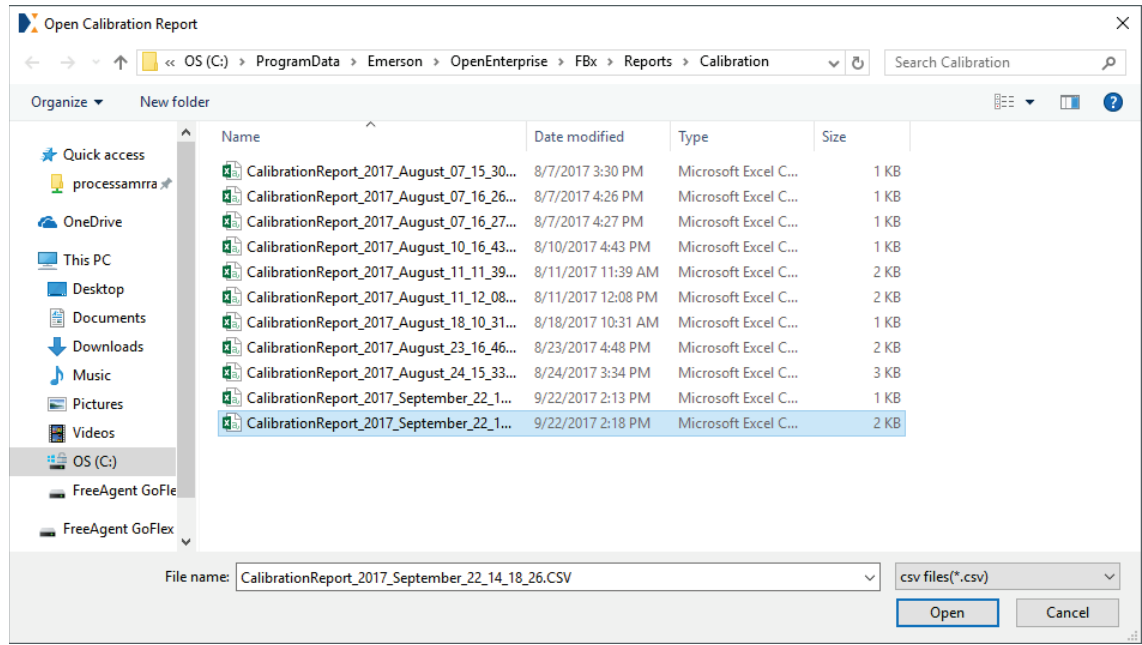 Open Calibration Report
« OS (C:) > ProgramData > Emerson > OpenEnterprise > FBx > Reports > Calibration
Search Calibration
Organize New folder
Name Date modified Type Size
Quick access
processamrra
OneDrive
This PC
Desktop
Documents
Downloads
Music
Pictures
Videos
OS (C:)
FreeAgent GoFle
FreeAgent GoFlex
CalibrationReport_2017_August_07_15_30... 8/7/2017 3:30 PM Microsoft Excel C... 1 KB
CalibrationReport_2017_August_07_16_26... 8/7/2017 4:26 PM Microsoft Excel C... 1 KB
CalibrationReport_2017_August_07_16_27... 8/7/2017 4:27 PM Microsoft Excel C... 1 KB
CalibrationReport_2017_August_10_16_43... 8/10/2017 4:43 PM Microsoft Excel C... 1 KB
CalibrationReport_2017_August_11_11_39... 8/11/2017 11:39 AM Microsoft Excel C... 2 KB
CalibrationReport_2017_August_11_12_08... 8/11/2017 12:08 PM Microsoft Excel C... 2 KB
CalibrationReport_2017_August_18_10_31... 8/18/2017 10:31 AM Microsoft Excel C... 1 KB
CalibrationReport_2017_August_23_16_46... 8/23/2017 4:48 PM Microsoft Excel C... 2 KB
CalibrationReport_2017_August_24_15_33... 8/24/2017 3:34 PM Microsoft Excel C... 3 KB
CalibrationReport_2017_September_22_1... 9/22/2017 2:13 PM Microsoft Excel C... 1 KB
CalibrationReport_2017_September_22_1... 9/22/2017 2:18 PM Microsoft Excel C... 2 KB
File name: CalibrationReport_2017_September_22_14_18_26.CSV csv files(*.csv)
Open Cancel